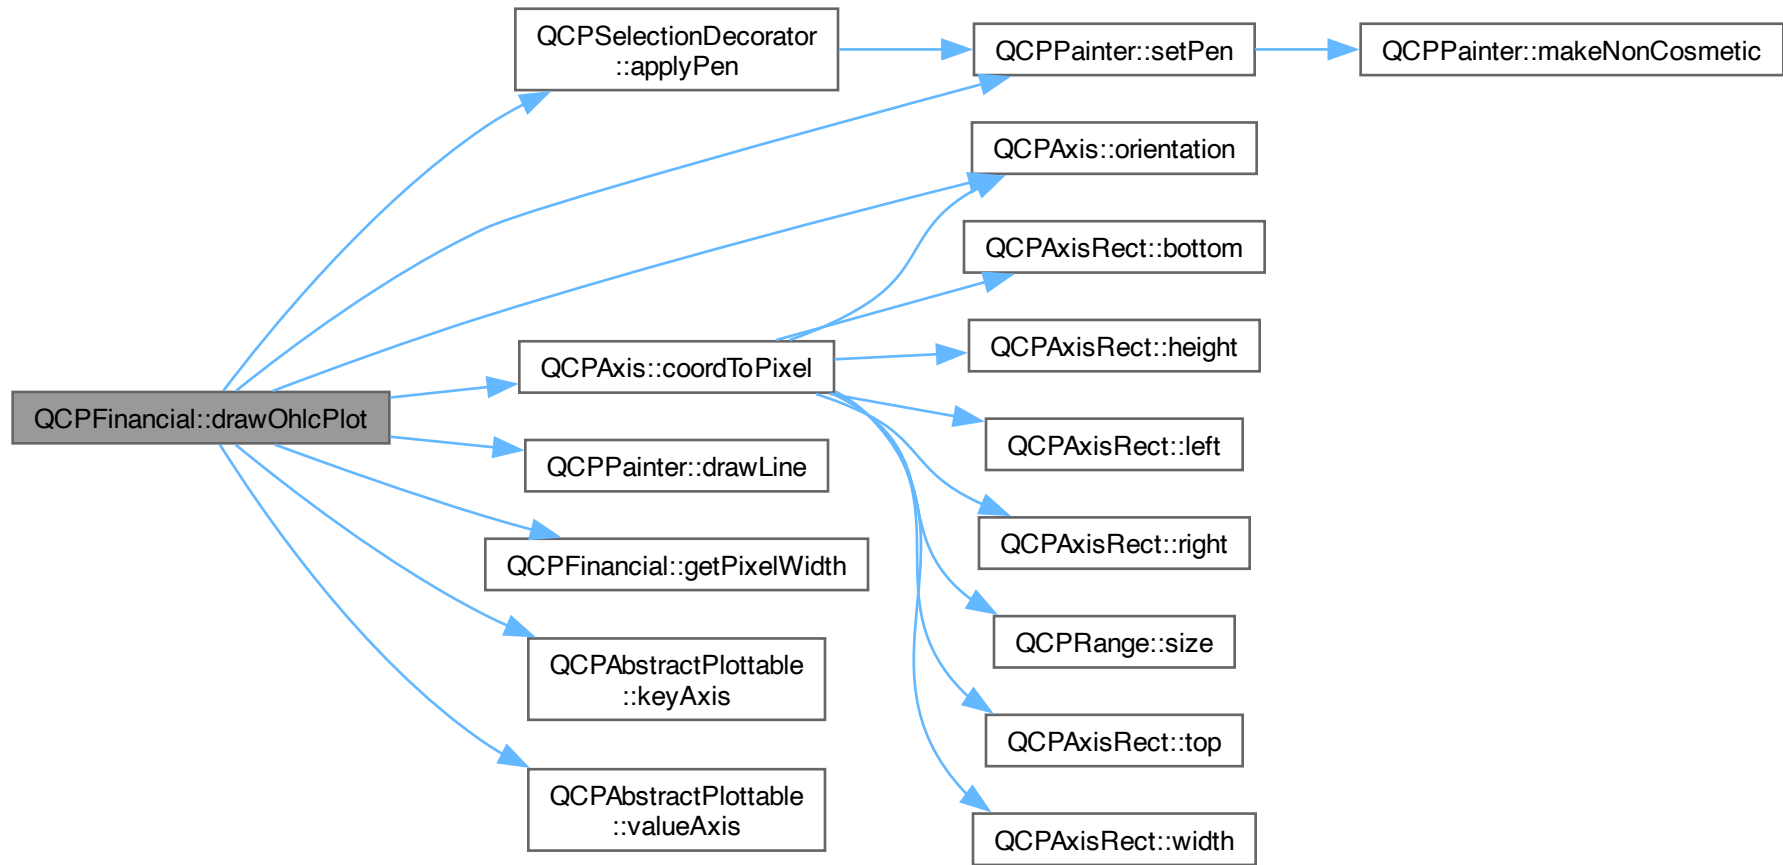 QCPFinancial::drawOhlcPlot
QCPSelectionDecorator
::applyPen
QCPAxis::coordToPixel
QCPPainter::drawLine
QCPFinancial::getPixelWidth
QCPAbstractPlottable
::keyAxis
QCPAbstractPlottable
::valueAxis
QCPPainter::setPen
QCPAxis::orientation
QCPAxisRect::bottom
QCPAxisRect::height
QCPAxisRect::left
QCPAxisRect::right
QCPRange::size
QCPAxisRect::top
QCPAxisRect::width
QCPPainter::makeNonCosmetic